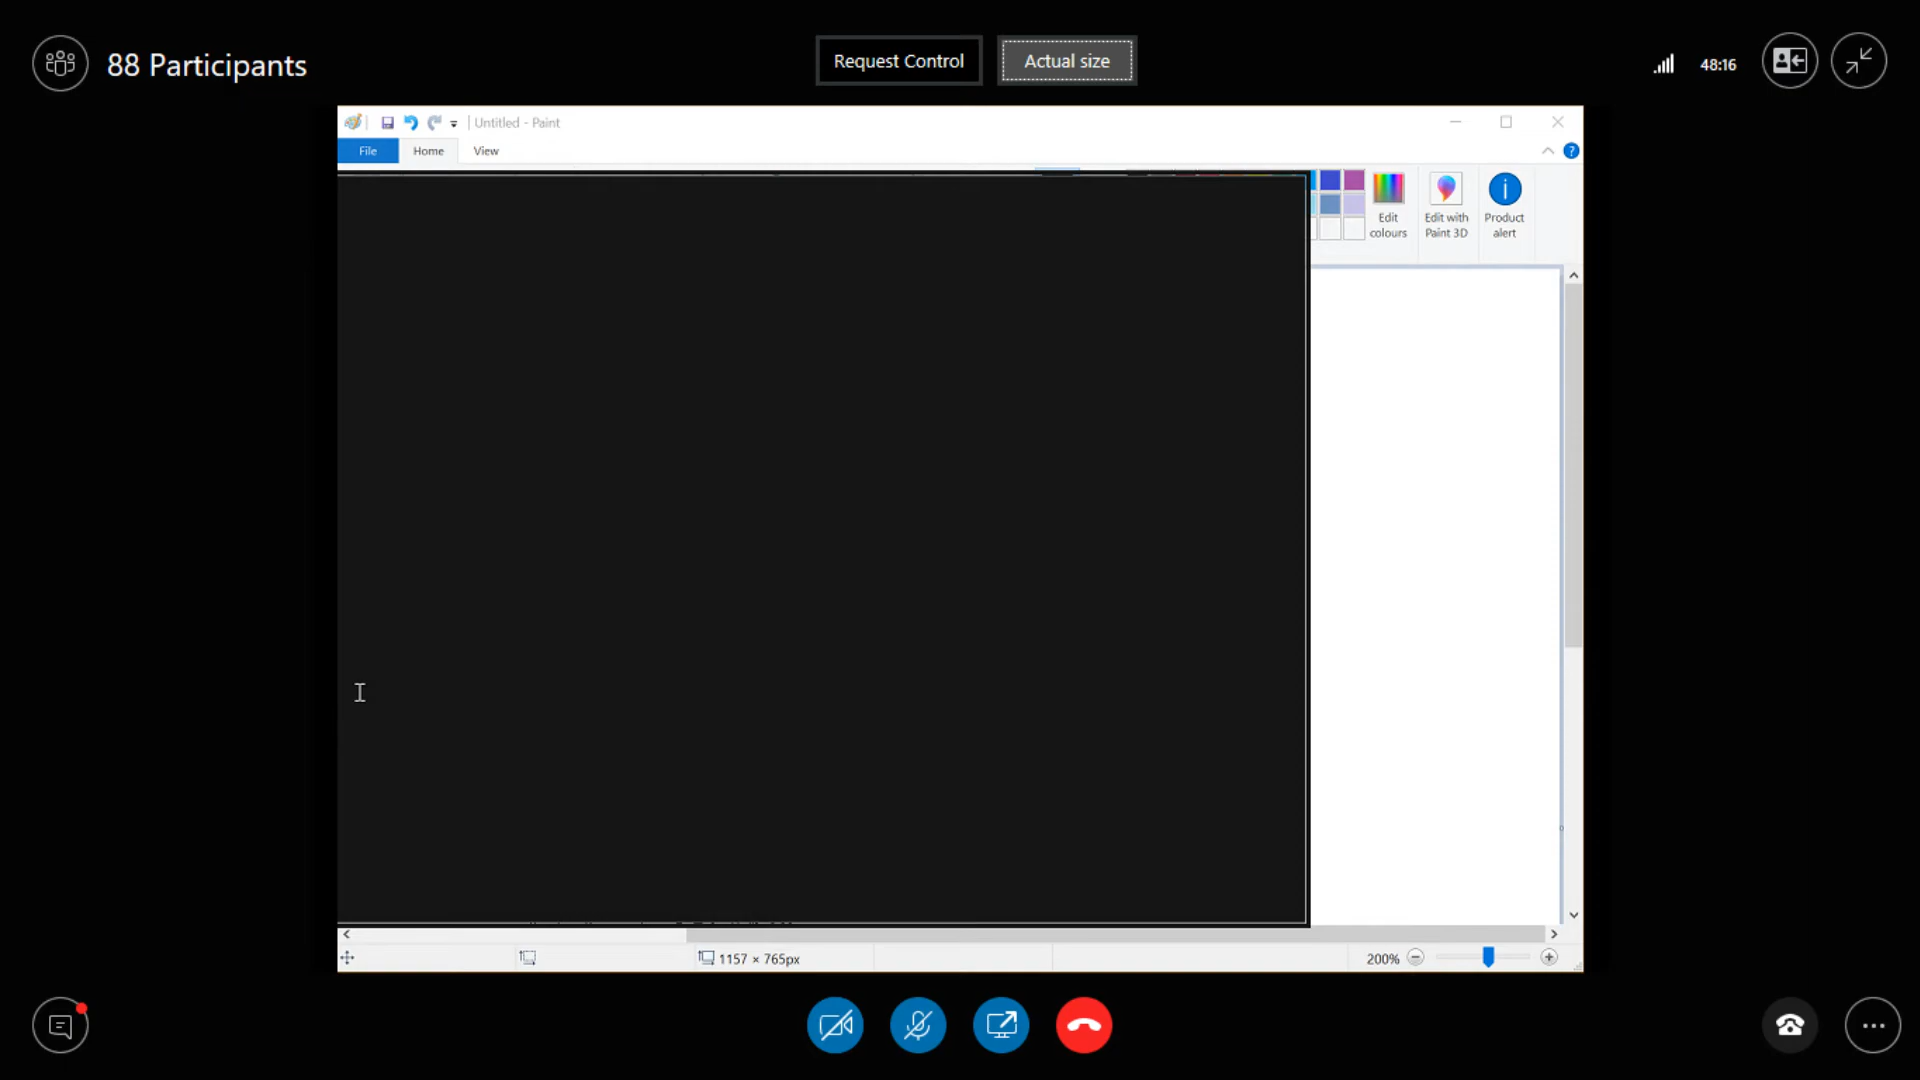 88 Participants
Request Control
Actual size
48:16
Untitled - Paint
File
Home
View
Edit
colours
Edit with
Paint 3D
Product
alert
1157 × 765px
200%